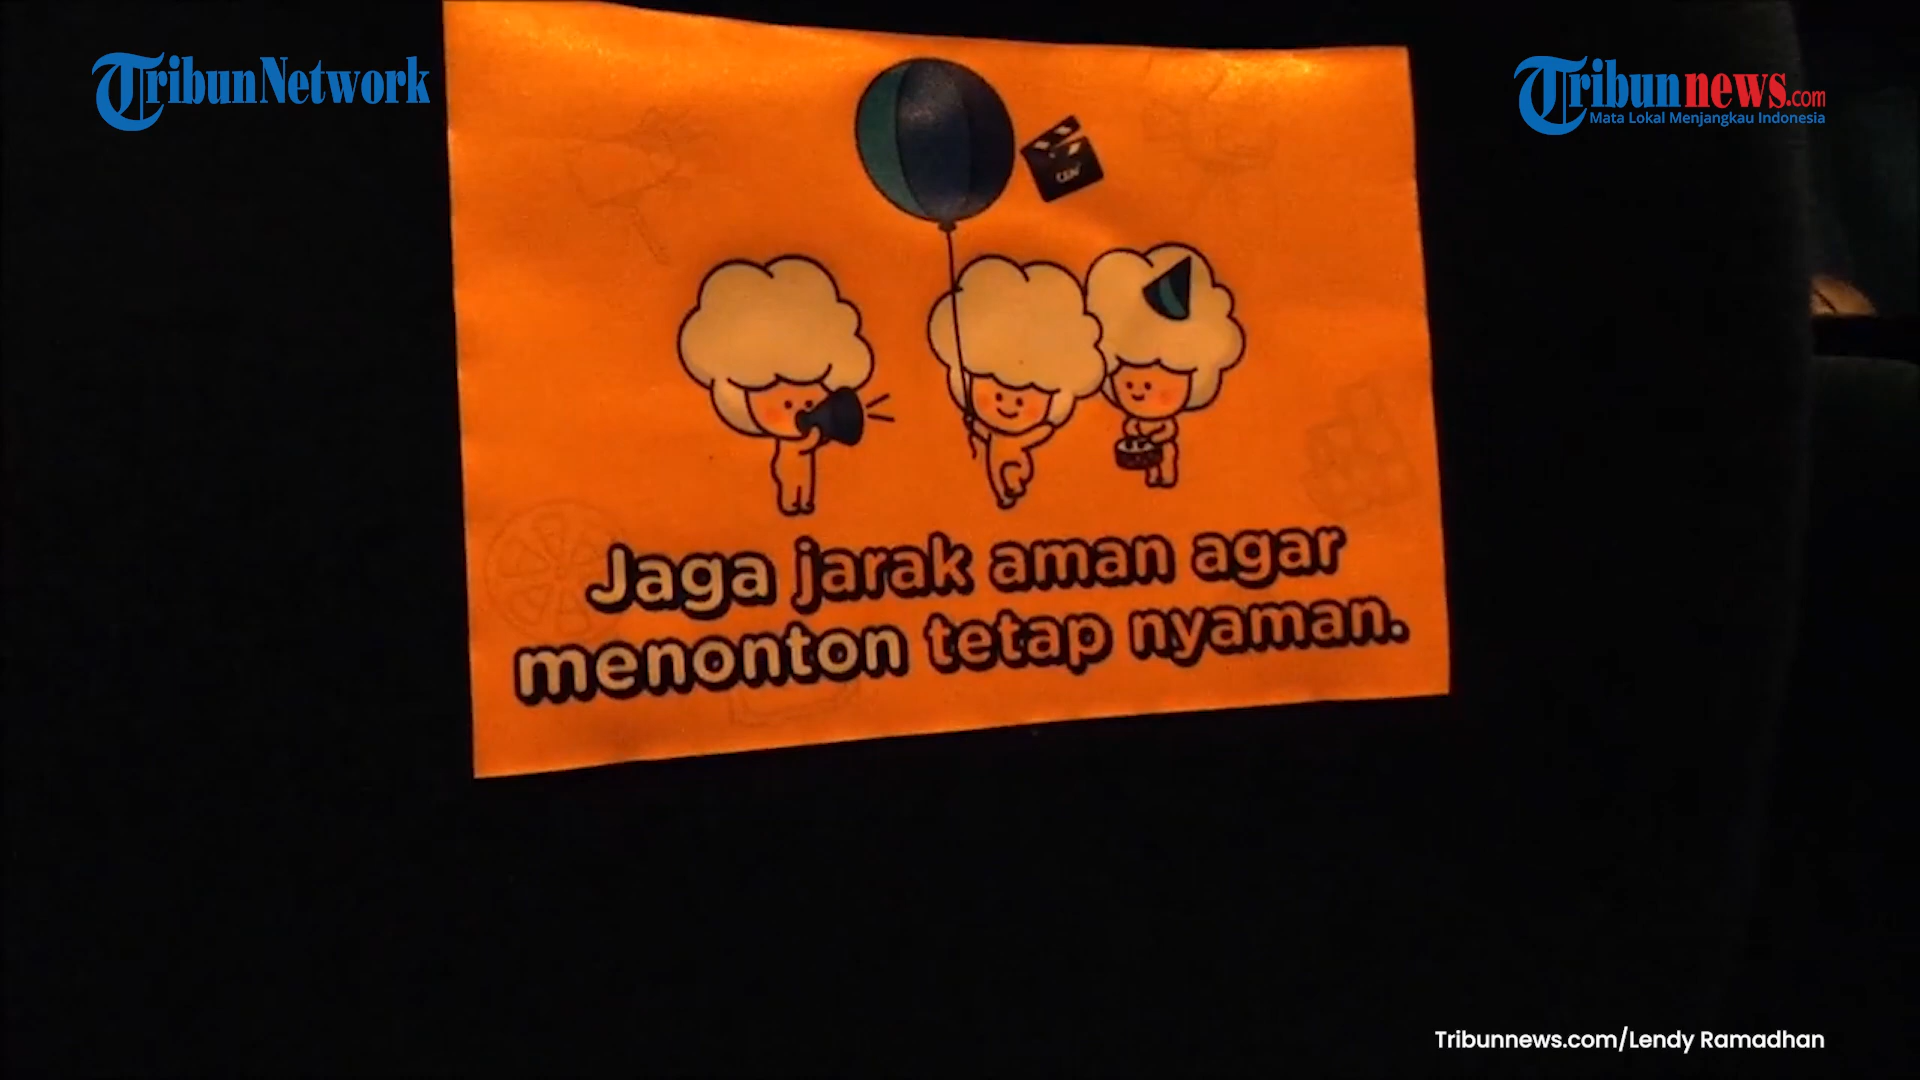 TribunNetwork
Tribunnews.com
Mata Lokal Menjangkau Indonesia
Jaga jarak aman agar
menonton tetap nyaman.
Tribunnews.com/Lendy Ramadhan